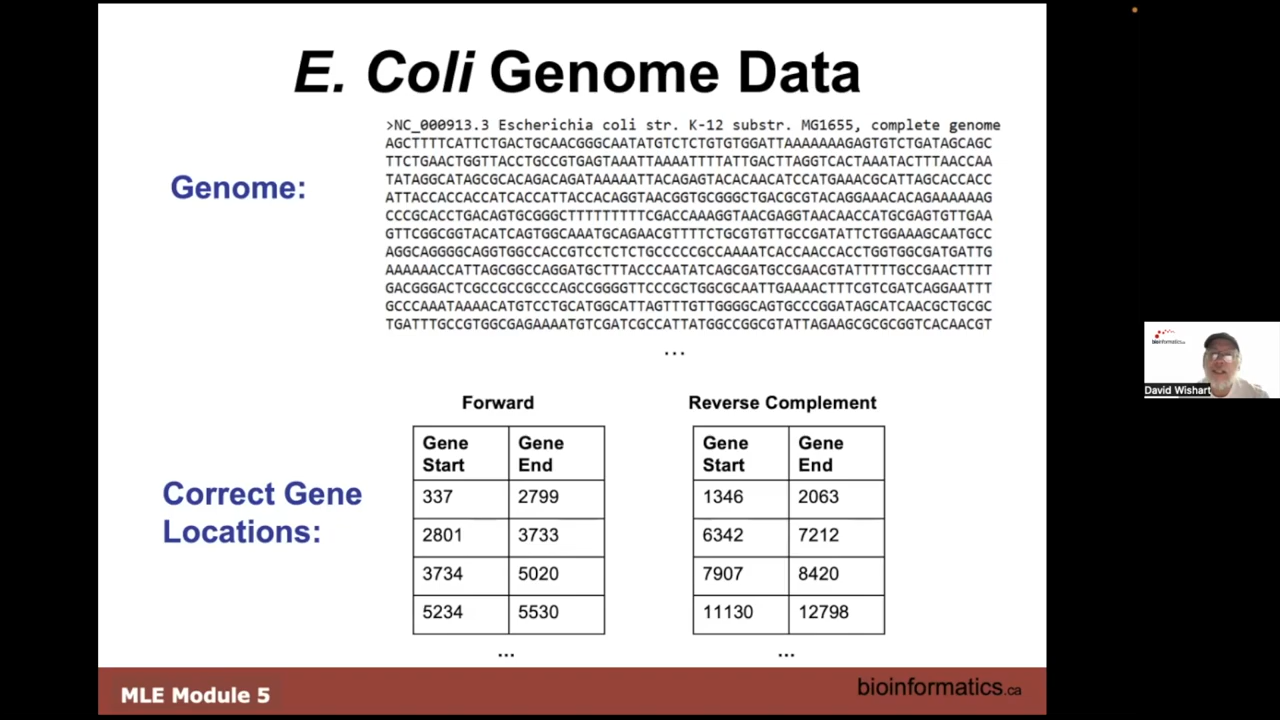 E. Coli Genome Data
Genome:
>NC_000913.3 Escherichia coli str. K-12 substr. MG1655, complete genome
AGCTTTTCATTCTGACTGCAACGGGCAATATGTCTCTGTGTGGATTAAAAAAAGAGTGTCTGATAGCAGC
TTCTGAACTGGTTACCTGCCGTGAGTAAATTAAAATTTTATTGACTTAGGTCACTAAATACTTTAACCAA
TATAGGCATAGCGCACAGACAGATAAAAATTACAGAGTACACAACATCCATGAAACGCATTAGCACCACC
ATTACCACCACCATCACCATTACCACAGGTAACGGTGCGGGCTGACGCGTACAGGAAACACAGAAAAAAG
CCCGCACCTGACAGTGCGGGCTTTTTTTTTCGACCAAAGGTAACGAGGTAACAACCATGCGAGTGTTGAA
GTTCGGCGGTACATCAGTGGCAAATGCAGAACGTTTTCTGCGTGTTGCCGATATTCTGGAAAGCAATGCC
AGGCAGGGGCAGGTGGCCACCGTCCTCTCTGCCCCCGCCAAAATCACCAACCACCTGGTGGCGATGATTG
AAAAAACCATTAGCGGCCAGGATGCTTTACCCAATATCAGCGATGCCGAACGTATTTTTGCCGAACTTTT
GACGGGACTCGCCGCCGCCCAGCCGGGGTTCCCGCTGGCGCAATTGAAAACTTTCGTCGATCAGGAATTT
GCCCAAATAAAACATGTCCTGCATGGCATTAGTTTGTTGGGGCAGTGCCCGGATAGCATCAACGCTGCGC
TGATTTGCCGTGGCGAGAAAATGTCGATCGCCATTATGGCCGGCGTATTAGAAGCGCGCGGTCACAACGT
...
Correct Gene
Locations:
Forward
Gene Start Gene End
337 2799
2801 3733
3734 5020
5234 5530
...
Reverse Complement
Gene Start Gene End
1346 2063
6342 7212
7907 8420
11130 12798
...
MLE Module 5
bioinformatics.ca
bioinformatics.ca
David Wishart